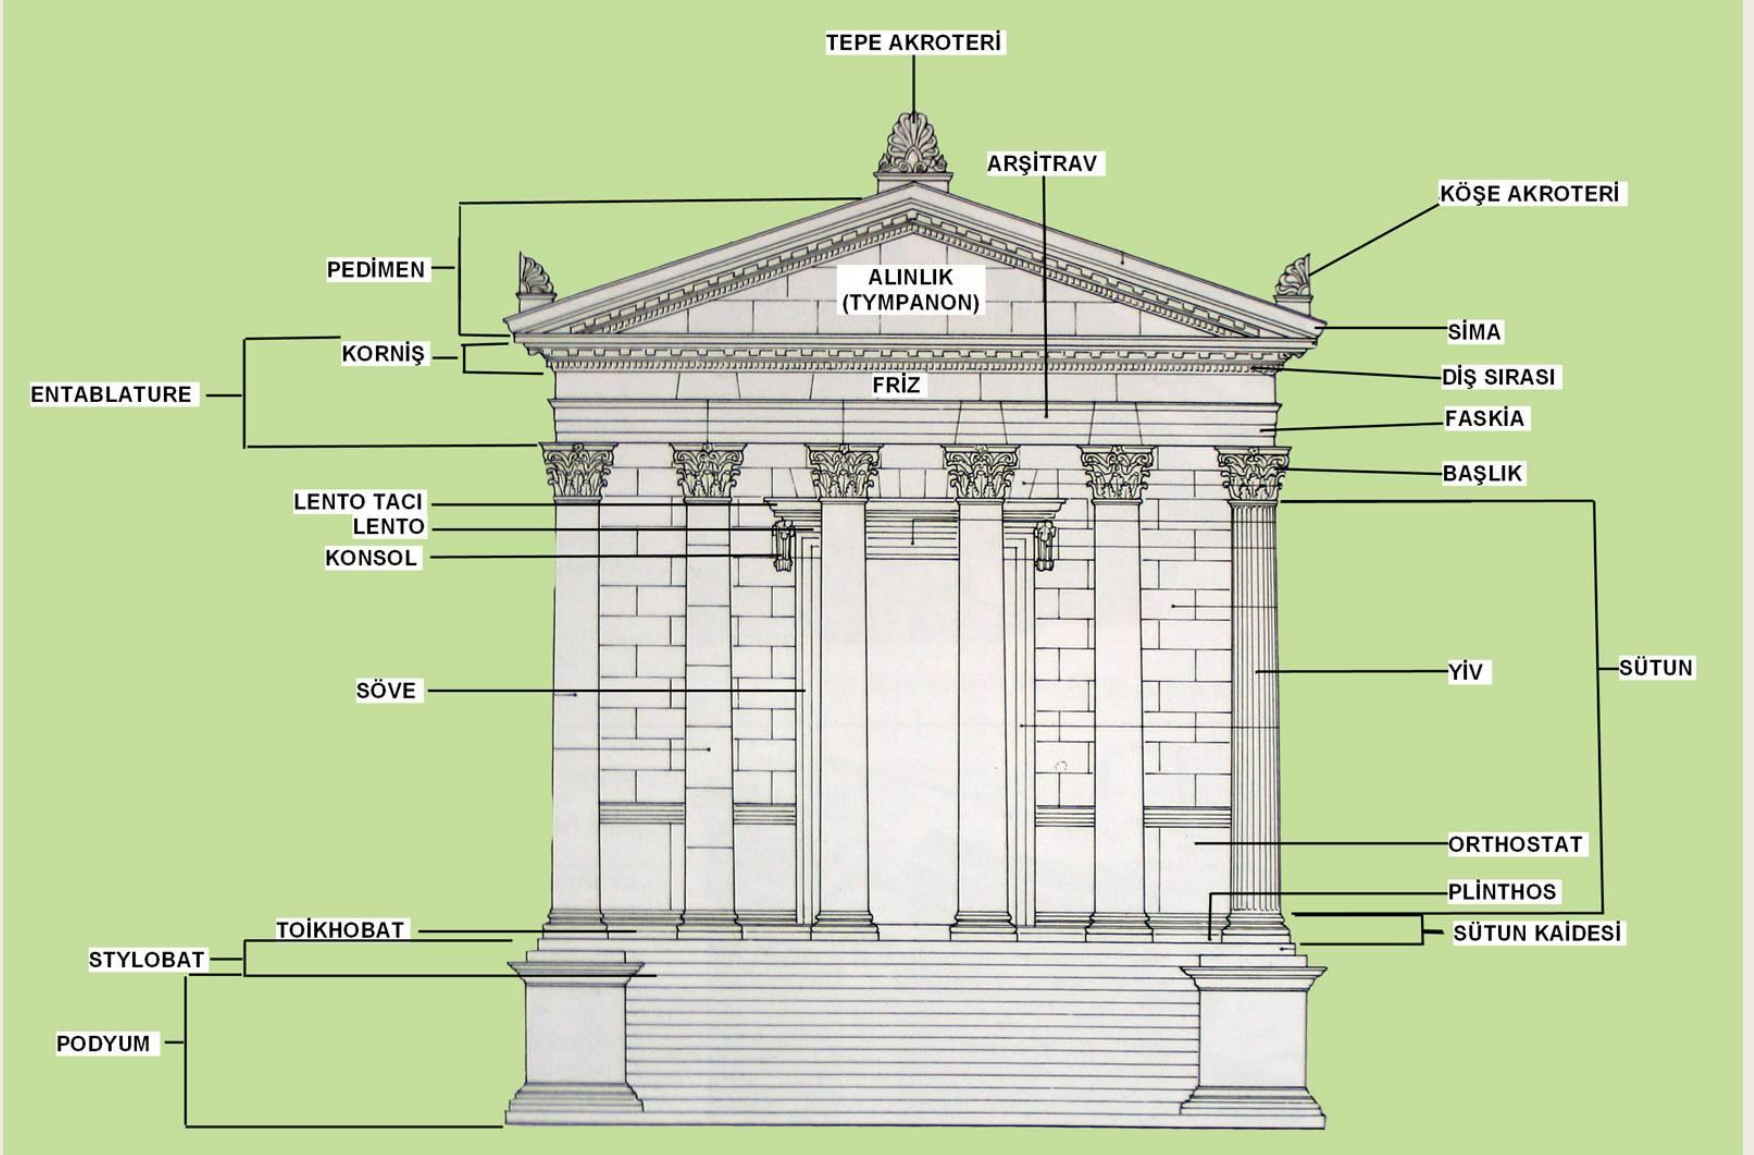 TEPE AKROTERİ
ARŞİTRAV
KÖŞE AKROTERİ
PEDİMEN
ALINLIK
(TYMPANON)
SİMA
KORNİŞ
DİŞ SIRASI
FRİZ
ENTABLATURE
FASKİA
BAŞLIK
LENTO TACI
LENTO
KONSOL
SÜTUN
YİV
SÖVE
ORTHOSTAT
PLİNTHOS
TOİKHOBAT
SÜTUN KAİDESİ
STYLOBAT
PODYUM